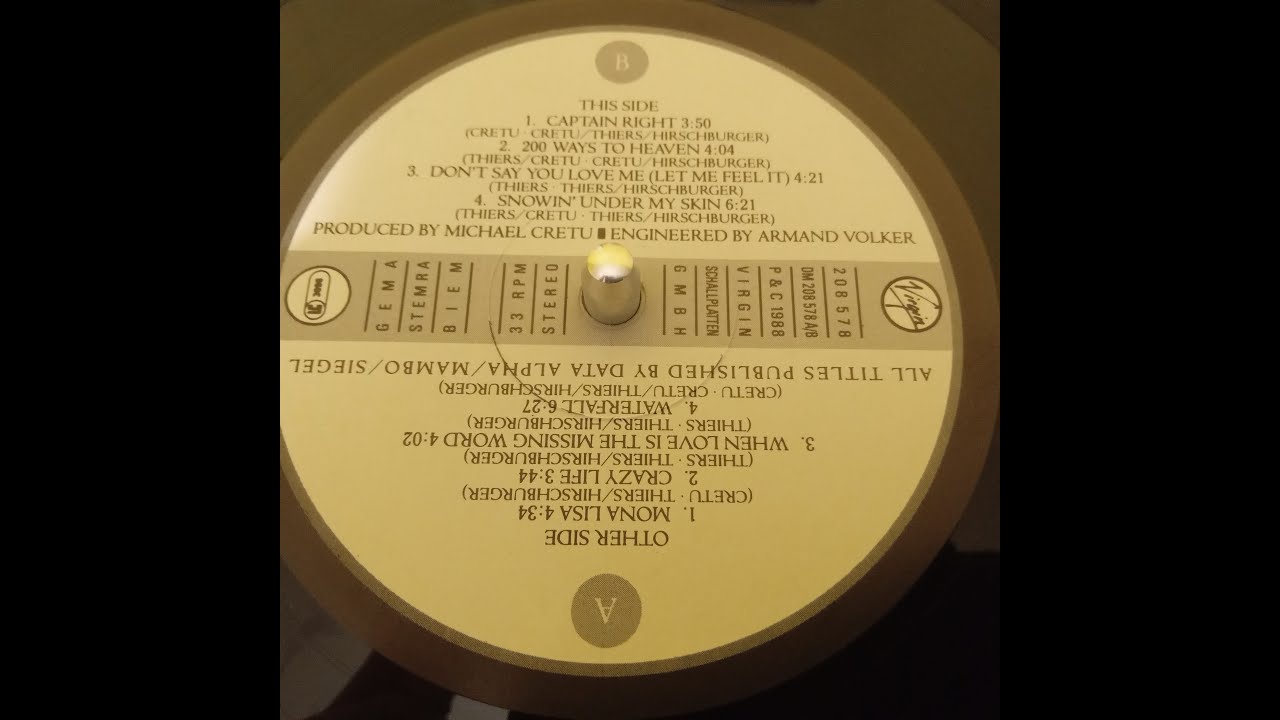 B
THIS SIDE
1. CAPTAIN RIGHT 3:50
(CRETU · CRETU/THIERS/HIRSCHBURGER)
2. 200 WAYS TO HEAVEN 4:04
(THIERS/CRETU · CRETU/HIRSCHBURGER)
3. DON'T SAY YOU LOVE ME (LET ME FEEL IT) 4:21
(THIERS · THIERS/HIRSCHBURGER)
4. SNOWIN' UNDER MY SKIN 6:21
(THIERS/CRETU · THIERS/HIRSCHBURGER)
PRODUCED BY MICHAEL CRETU ENGINEERED BY ARMAND VOLKER
GEMA
STEMRA
BIEM
33 RPM
STEREO
GMBH
SCHALLPLATTEN
VIRGIN
P & C 1988
DM 208 578 A/B
208 578
Virgin
A
OTHER SIDE
1. MONA LISA 4:34
(CRETU · THIERS/HIRSCHBURGER)
2. CRAZY LIFE 3:44
(THIERS · THIERS/HIRSCHBURGER)
3. WHEN LOVE IS THE MISSING WORD 4:02
(THIERS · THIERS/HIRSCHBURGER)
4. WATERFALL 6:27
(CRETU · CRETU/THIERS/HIRSCHBURGER)
ALL TITLES PUBLISHED BY DATA ALPHA/MAMBO/SIEGEL